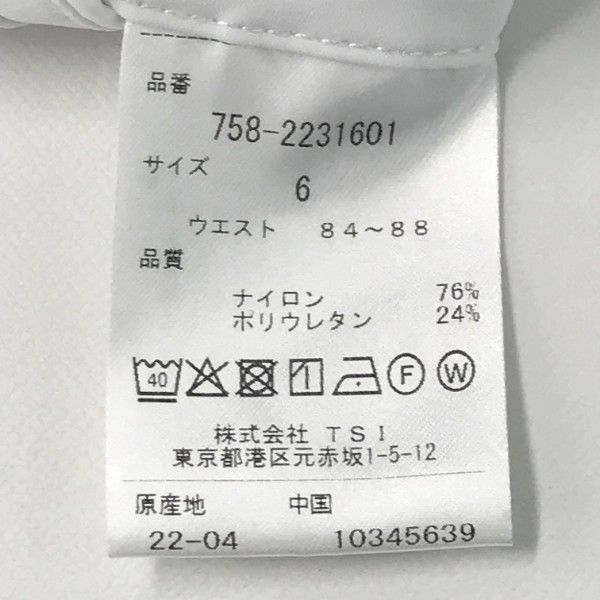 品番
758-2231601
サイズ
6
ウエスト 84~88
品質
ナイロン 76%
ポリウレタン 24%
40 F W
株式会社 TSI
東京都港区元赤坂1-5-12
原産地 中国
22-04 10345639